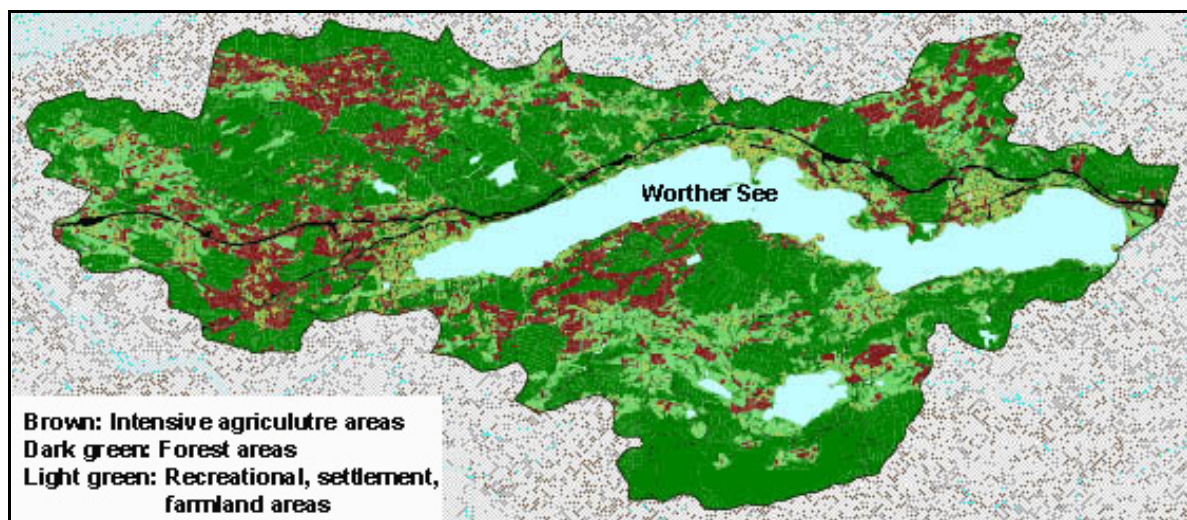 Worther See
Brown: Intensive agriculutre areas
Dark green: Forest areas
Light green: Recreational, settlement,
farmland areas